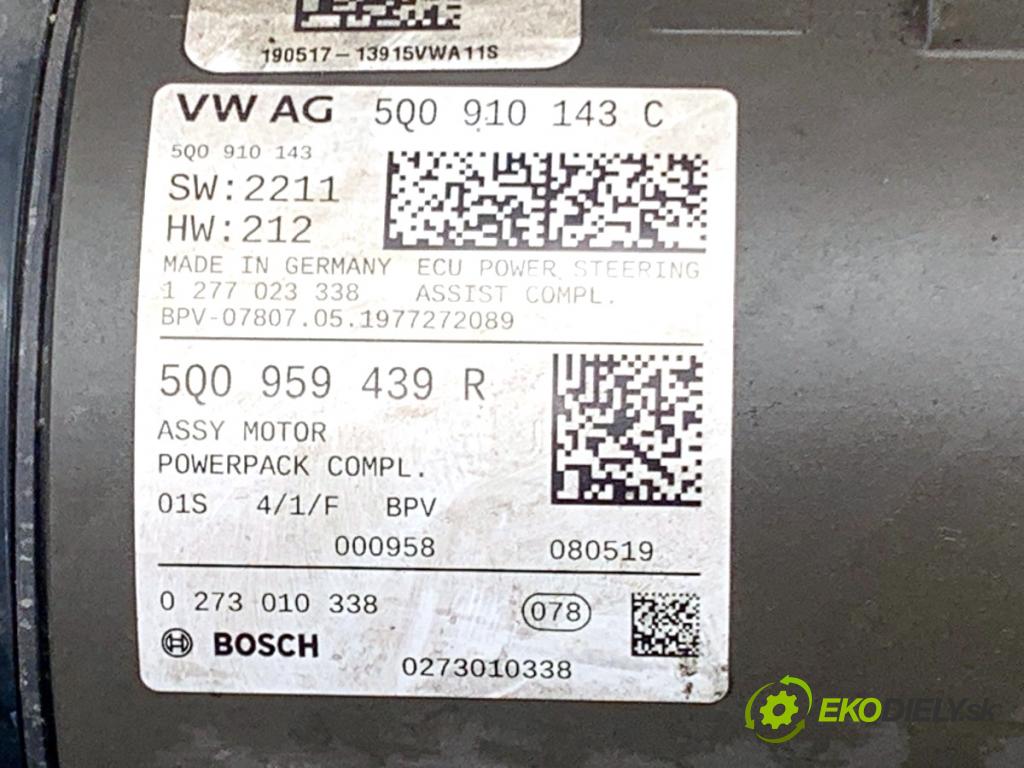 190517-13915VWA11S
VW AG 5Q0 910 143 C
5Q0 910 143
SW:2211
HW:212
MADE IN GERMANY ECU POWER STEERING
1 277 023 338 ASSIST COMPL.
BPV-07807.05.1977272089
5Q0 959 439 R
ASSY MOTOR
POWERPACK COMPL.
01S 4/1/F BPV
000958 080519
0 273 010 338 078
BOSCH
0273010338
EKODIELY.sk